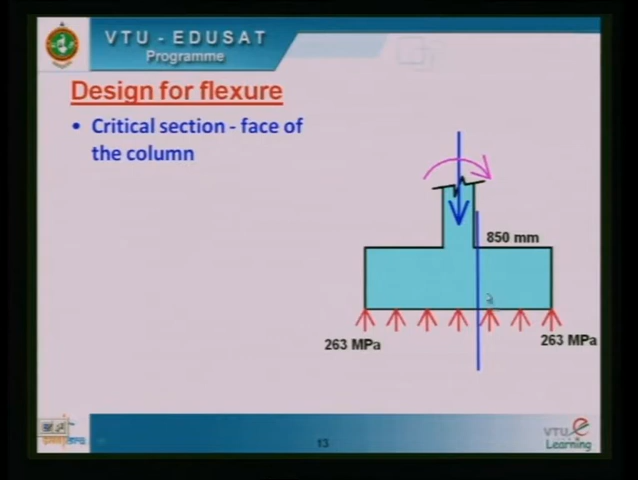 VTU - EDUSAT
Programme
Design for flexure
• Critical section - face of
the column
850 mm
263 MPa
263 MPa
13
VTU e
Learning